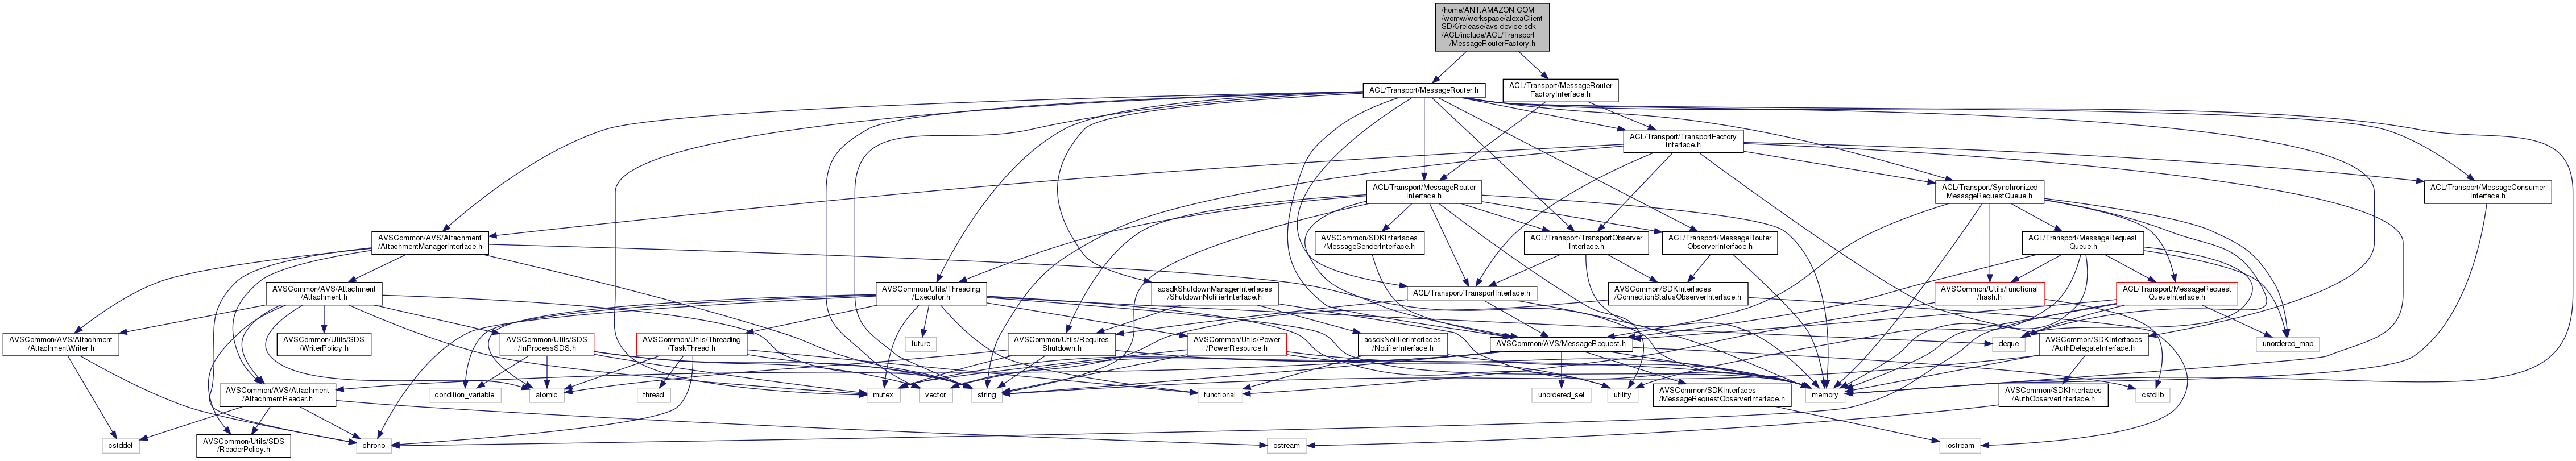 /home/ANT.AMAZON.COM
/womw/workspace/alexaClient
SDK/release/avs-device-sdk
/ACL/include/ACL/Transport
/MessageRouterFactory.h
ACL/Transport/MessageRouter.h
ACL/Transport/MessageRouter
FactoryInterface.h
ACL/Transport/TransportFactory
Interface.h
ACL/Transport/MessageRouter
Interface.h
ACL/Transport/Synchronized
MessageRequestQueue.h
ACL/Transport/MessageConsumer
Interface.h
AVSCommon/AVS/Attachment
/AttachmentManagerInterface.h
AVSCommon/SDKInterfaces
/MessageSenderInterface.h
ACL/Transport/TransportObserver
Interface.h
ACL/Transport/MessageRouter
ObserverInterface.h
ACL/Transport/MessageRequest
Queue.h
AVSCommon/AVS/Attachment
/Attachment.h
AVSCommon/Utils/Threading
/Executor.h
acsdkShutdownManagerInterfaces
/ShutdownNotifierInterface.h
ACL/Transport/TransportInterface.h
AVSCommon/SDKInterfaces
/ConnectionStatusObserverInterface.h
AVSCommon/Utils/functional
/hash.h
ACL/Transport/MessageRequest
QueueInterface.h
AVSCommon/AVS/Attachment
/AttachmentWriter.h
AVSCommon/Utils/SDS
/WriterPolicy.h
AVSCommon/Utils/SDS
/InProcessSDS.h
AVSCommon/Utils/Threading
/TaskThread.h
future
AVSCommon/Utils/Requires
Shutdown.h
AVSCommon/Utils/Power
/PowerResource.h
acsdkNotifierInterfaces
/NotifierInterface.h
AVSCommon/AVS/MessageRequest.h
deque
AVSCommon/SDKInterfaces
/AuthDelegateInterface.h
unordered_map
AVSCommon/AVS/Attachment
/AttachmentReader.h
condition_variable
atomic
thread
mutex
vector
string
functional
unordered_set
utility
AVSCommon/SDKInterfaces
/MessageRequestObserverInterface.h
memory
AVSCommon/SDKInterfaces
/AuthObserverInterface.h
cstdlib
cstddef
AVSCommon/Utils/SDS
/ReaderPolicy.h
chrono
ostream
iostream